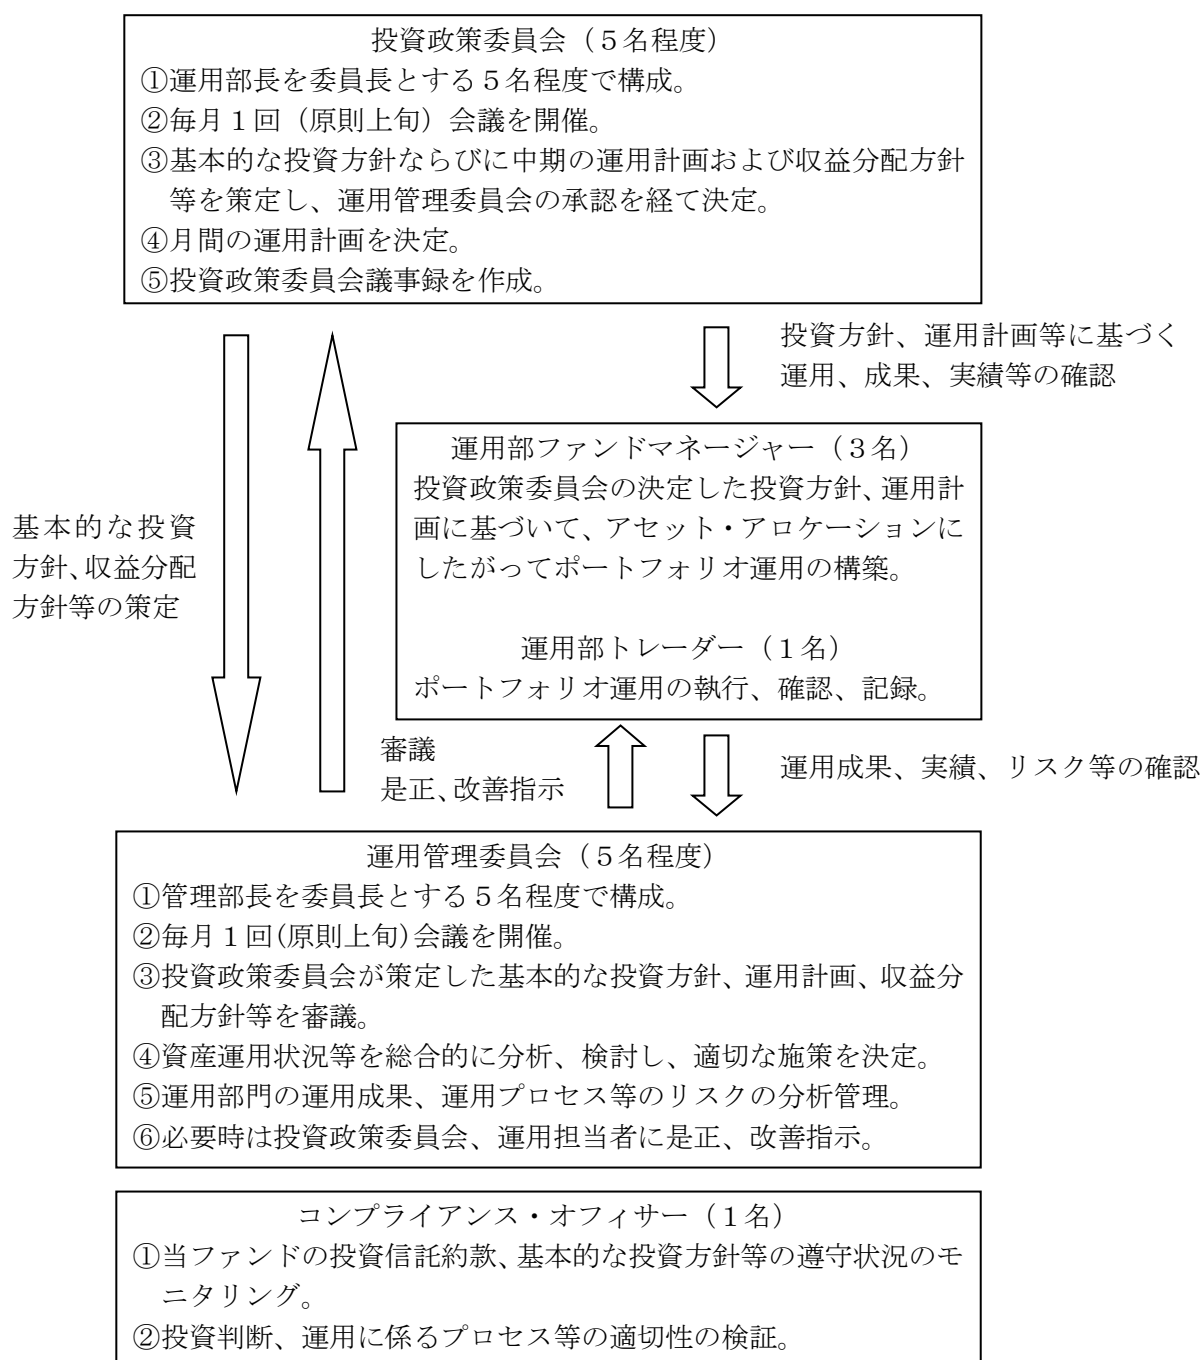 投資政策委員会（５名程度）
①運用部長を委員長とする５名程度で構成。
②毎月１回（原則上旬）会議を開催。
③基本的な投資方針ならびに中期の運用計画および収益分配方針
等を策定し、運用管理委員会の承認を経て決定。
④月間の運用計画を決定。
⑤投資政策委員会議事録を作成。
投資方針、運用計画等に基づく
運用、成果、実績等の確認
運用部ファンドマネージャー（３名）
投資政策委員会の決定した投資方針、運用計
画に基づいて、アセット・アロケーションに
したがってポートフォリオ運用の構築。
運用部トレーダー（１名）
ポートフォリオ運用の執行、確認、記録。
基本的な投資
方針、収益分配
方針等の策定
審議
是正、改善指示
運用成果、実績、リスク等の確認
運用管理委員会（５名程度）
①管理部長を委員長とする５名程度で構成。
②毎月１回(原則上旬)会議を開催。
③投資政策委員会が策定した基本的な投資方針、運用計画、収益分
配方針等を審議。
④資産運用状況等を総合的に分析、検討し、適切な施策を決定。
⑤運用部門の運用成果、運用プロセス等のリスクの分析管理。
⑥必要時は投資政策委員会、運用担当者に是正、改善指示。
コンプライアンス・オフィサー（１名）
①当ファンドの投資信託約款、基本的な投資方針等の遵守状況のモ
ニタリング。
②投資判断、運用に係るプロセス等の適切性の検証。